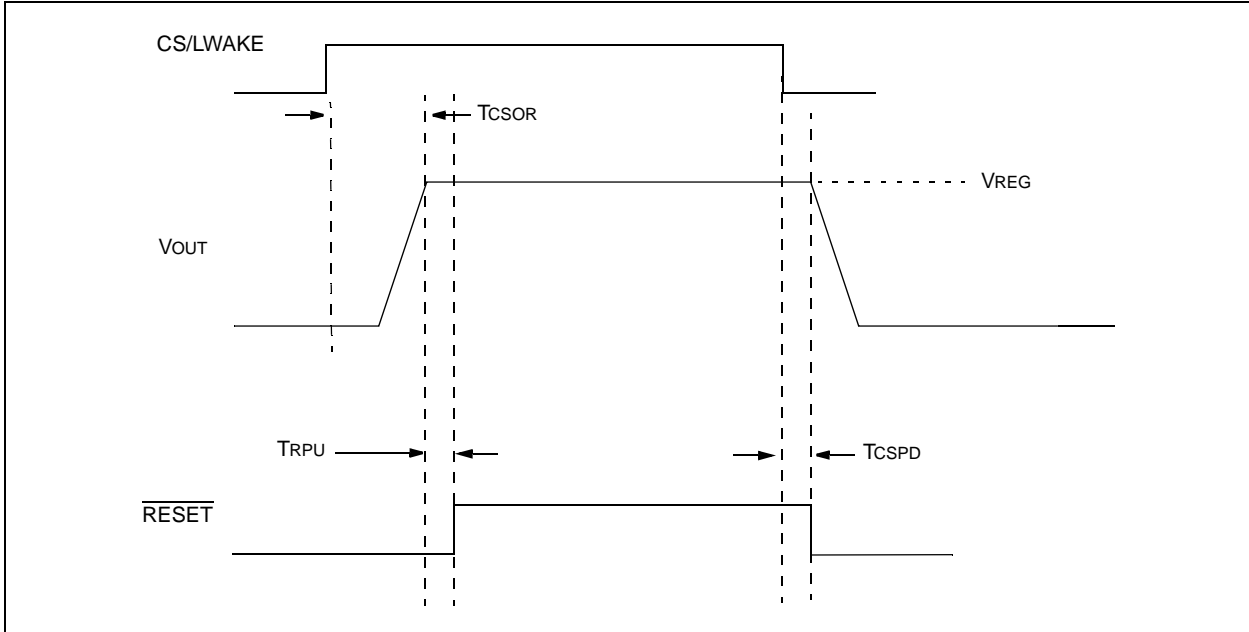 CS/LWAKE
TCSOR
VREG
VOUT
TRPU
TCSPD
RESET